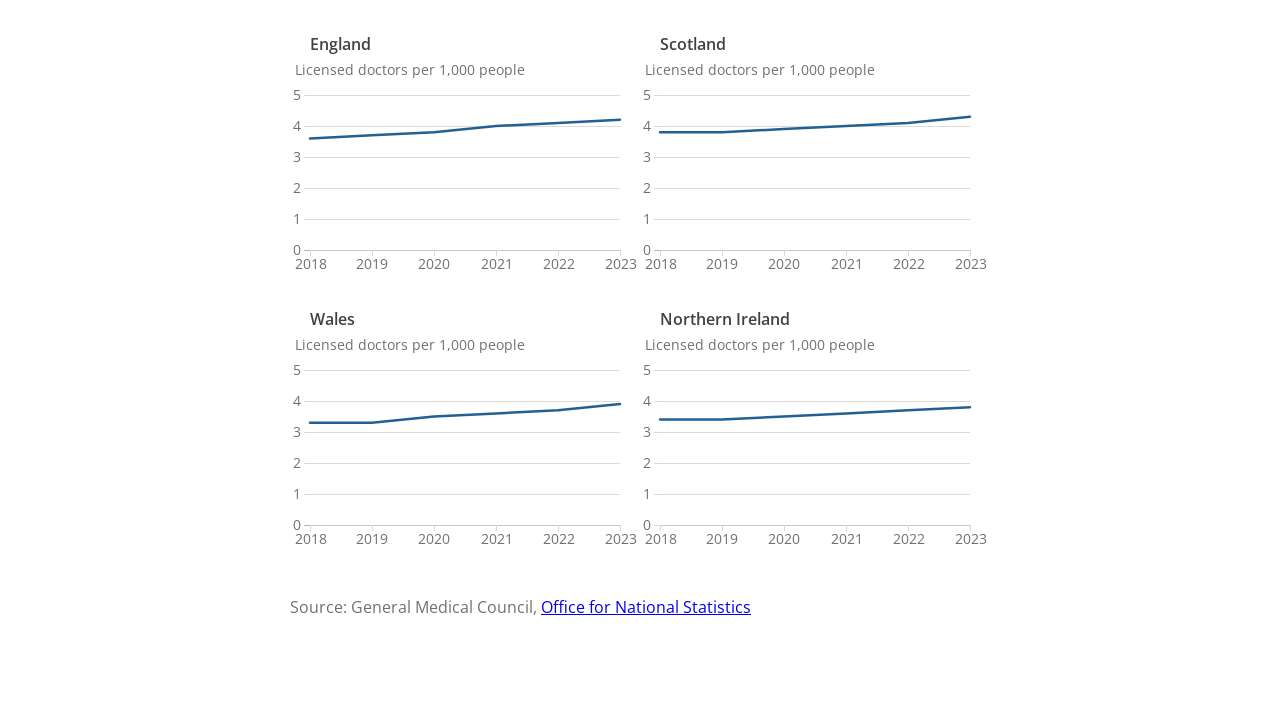 England
Licensed doctors per 1,000 people
5
4
3
2
1
0
2018 2019 2020 2021 2022 2023
Scotland
Licensed doctors per 1,000 people
5
4
3
2
1
0
2018 2019 2020 2021 2022 2023
Wales
Licensed doctors per 1,000 people
5
4
3
2
1
0
2018 2019 2020 2021 2022 2023
Northern Ireland
Licensed doctors per 1,000 people
5
4
3
2
1
0
2018 2019 2020 2021 2022 2023
Source: General Medical Council, Office for National Statistics